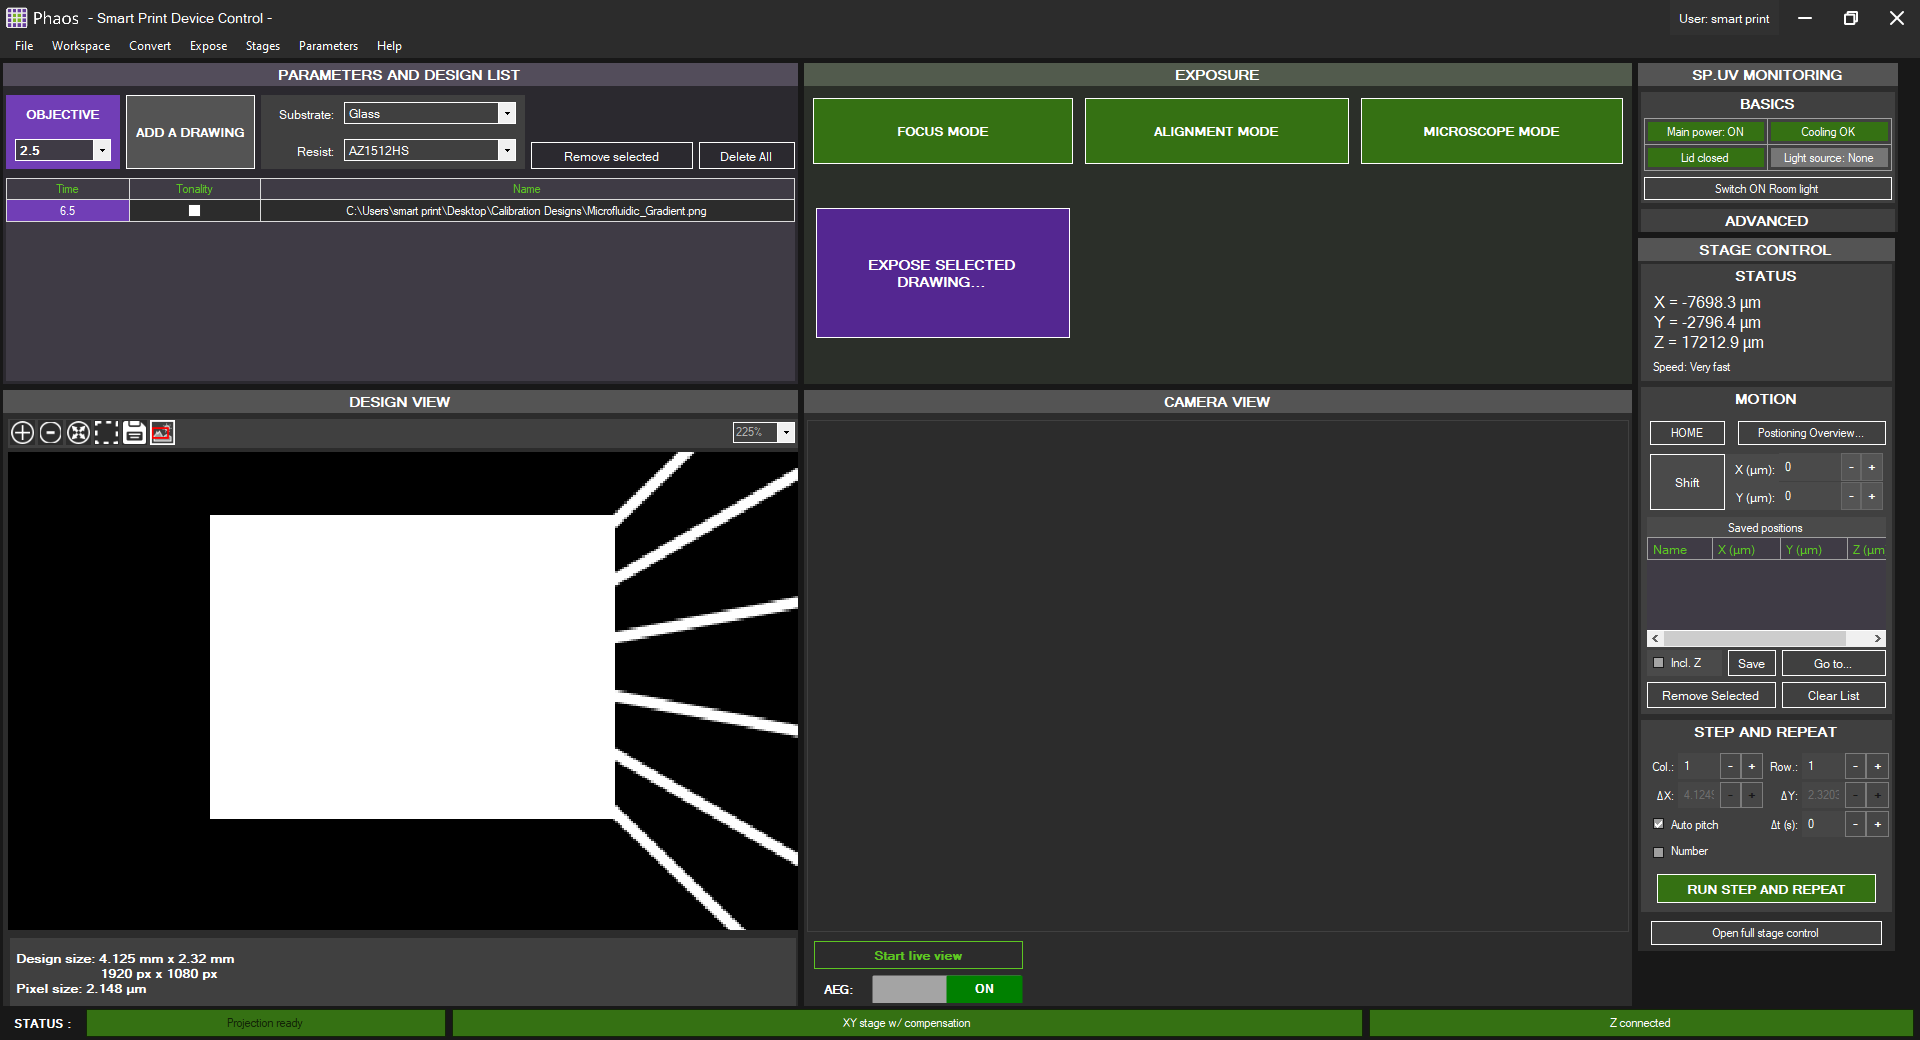 Phaos - Smart Print Device Control -
User: smart print
File Workspace Convert Expose Stages Parameters Help
PARAMETERS AND DESIGN LIST
OBJECTIVE
2.5
ADD A DRAWING
Substrate: Glass
Resist: AZ1512HS
Remove selected
Delete All
Time Tonality Name
6.5 C:\Users\smart print\Desktop\Calibration Designs\Microfluidic_Gradient.png
EXPOSURE
FOCUS MODE
ALIGNMENT MODE
MICROSCOPE MODE
EXPOSE SELECTED
DRAWING...
DESIGN VIEW
225%
Design size: 4.125 mm x 2.32 mm
1920 px x 1080 px
Pixel size: 2.148 µm
CAMERA VIEW
Start live view
AEG: ON
SP.UV MONITORING
BASICS
Main power: ON Cooling OK
Lid closed Light source: None
Switch ON Room light
ADVANCED
STAGE CONTROL
STATUS
X = -7698.3 µm
Y = -2796.4 µm
Z = 17212.9 µm
Speed: Very fast
MOTION
HOME Postioning Overview...
Shift
X (µm): 0 - +
Y (µm): 0 - +
Saved positions
Name X (µm) Y (µm) Z (µm
Incl. Z Save Go to...
Remove Selected Clear List
STEP AND REPEAT
Col.: 1 - + Row.: 1 - +
ΔX: 4.1249 - + ΔY: 2.3203 - +
Auto pitch Δt (s): 0 - +
Number
RUN STEP AND REPEAT
Open full stage control
STATUS : Projection ready XY stage w/ compensation Z connected